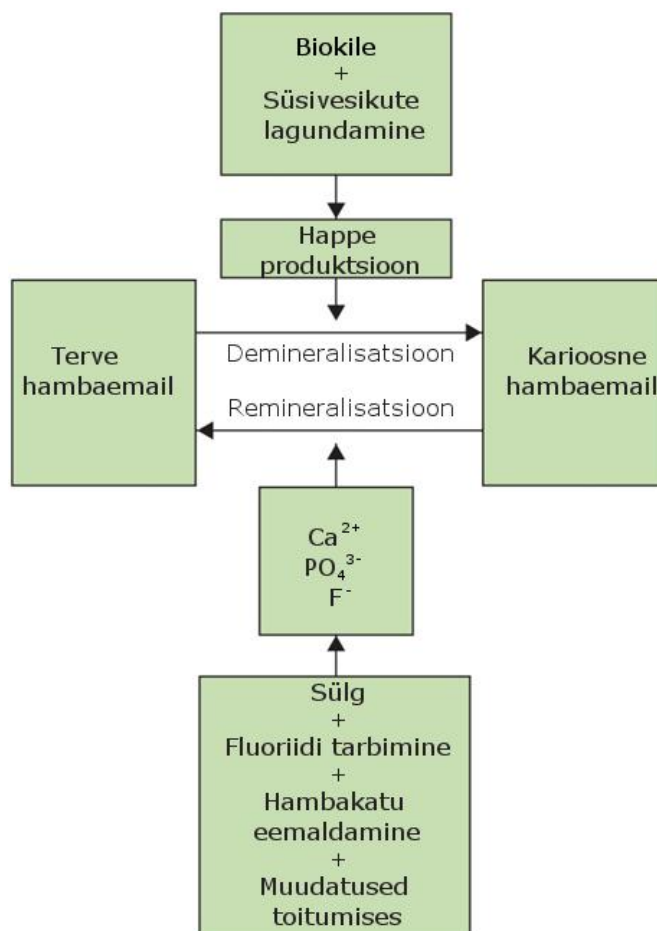 Biokile
+
Süsivesikute
lagundamine
Happe
produktsioon
Terve
hambaemail
Demineralisatsioon
Remineralisatsioon
Karioosne
hambaemail
Ca²⁺
PO₄³⁻
F⁻
Sülg
+
Fluoriidi tarbimine
+
Hambakatu
eemaldamine
+
Muudatused
toitumises